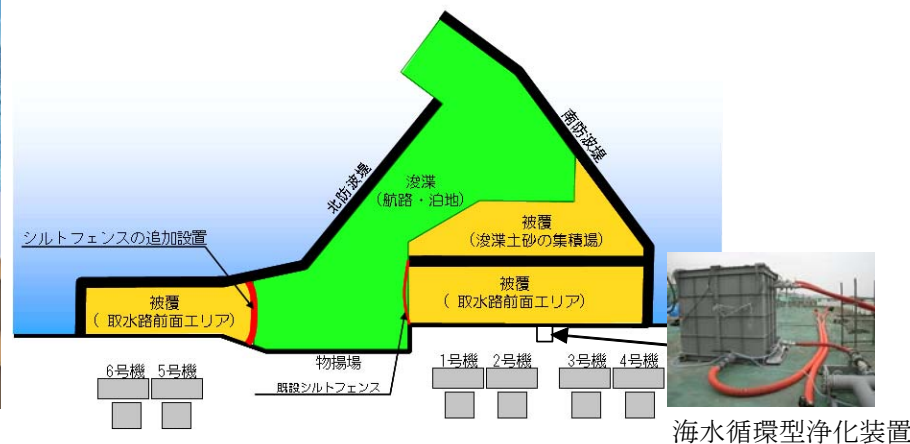 南防波堤
北防波堤
浚渫
(航路・泊地)
シルトフェンスの追加設置
被覆
(浚渫土砂の集積場)
被覆
( 取水路前面エリア)
被覆
( 取水路前面エリア)
物揚場
既設シルトフェンス
6号機 5号機
1号機 2号機
3号機 4号機
海水循環型浄化装置